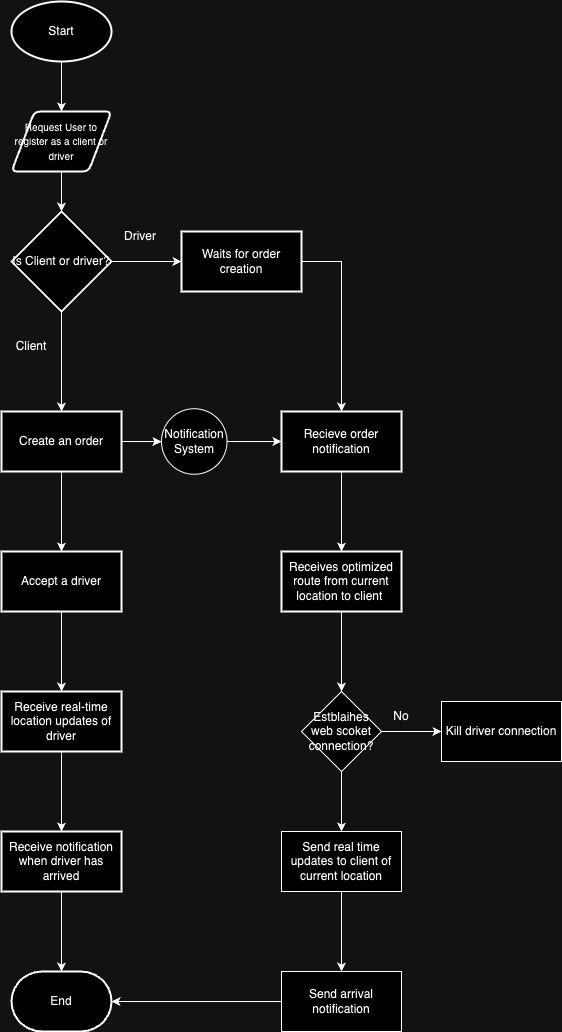 Start
Request User to
register as a client or
driver
Is Client or driver?
Driver
Waits for order
creation
Client
Create an order
Notification
System
Recieve order
notification
Accept a driver
Receives optimized
route from current
location to client
Receive real-time
location updates of
driver
Estblaihes
web scoket
connection?
No
Kill driver connection
Receive notification
when driver has
arrived
Send real time
updates to client of
current location
End
Send arrival
notification